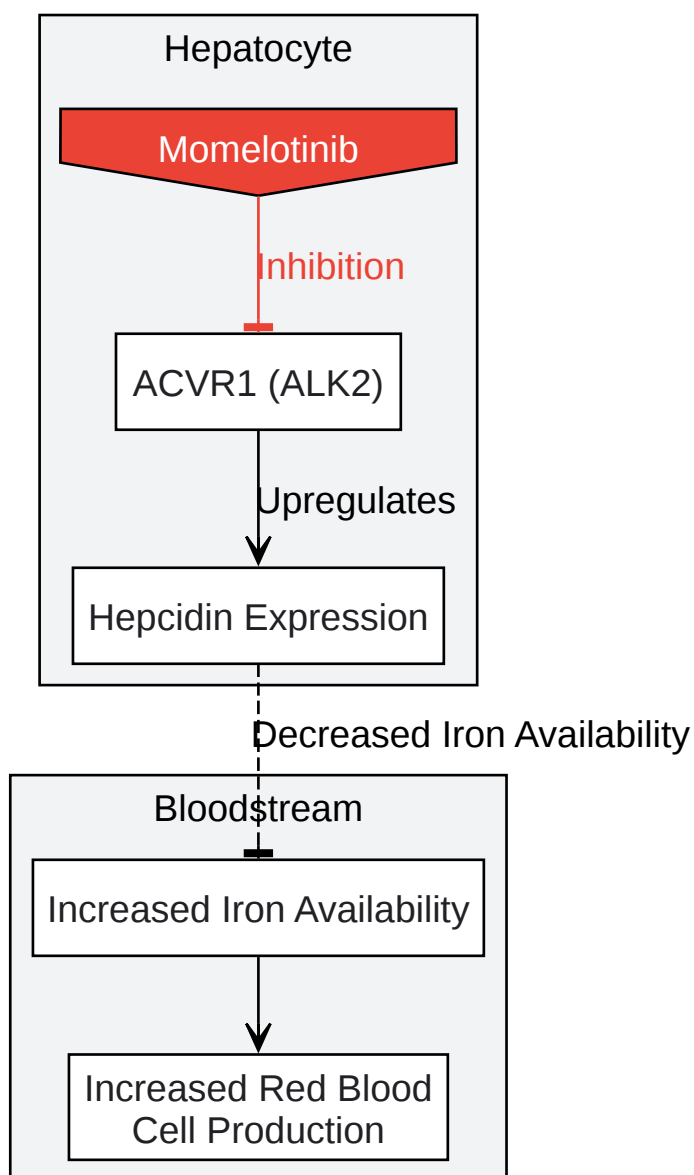 Hepatocyte
Momelotinib
Inhibition
ACVR1 (ALK2)
Upregulates
Hepcidin Expression
Decreased Iron Availability
Bloodstream
Increased Iron Availability
Increased Red Blood
Cell Production